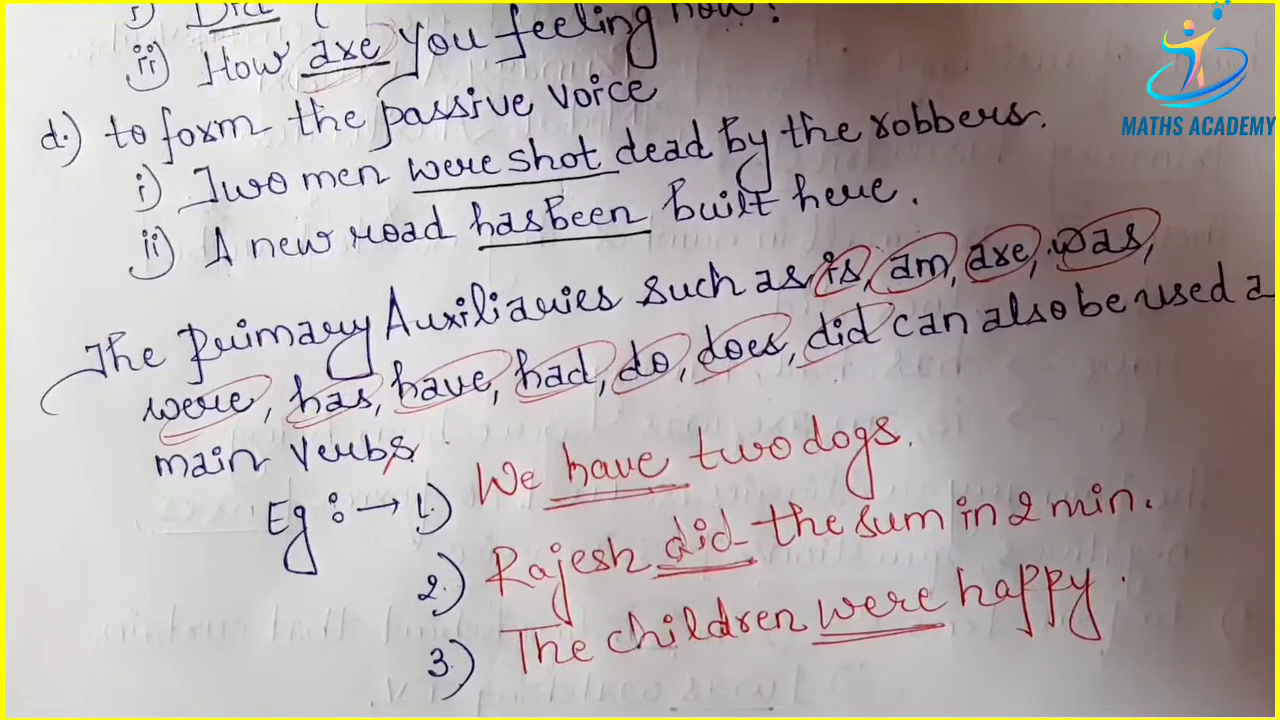 i) Did (
ii) How are you feeling now?
d.) to form the passive voice
i) Two men were shot dead by the robbers.
ii) A new road has been built here.
The primary Auxiliaries such as is, am, are, was,
were, has, have, had, do, does, did can also be used a
main verbs.
Eg :→ 1.) We have two dogs.
2.) Rajesh did the sum in 2 min.
3.) The children were happy.
MATHS ACADEMY